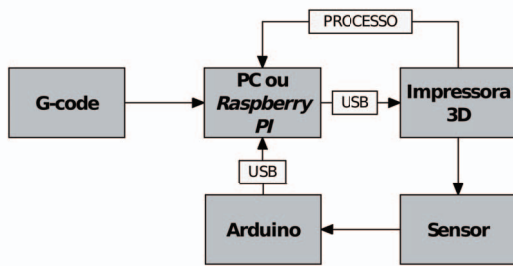 PROCESSO
G-code
PC ou
Raspberry
PI
USB
Impressora
3D
USB
Arduino
Sensor